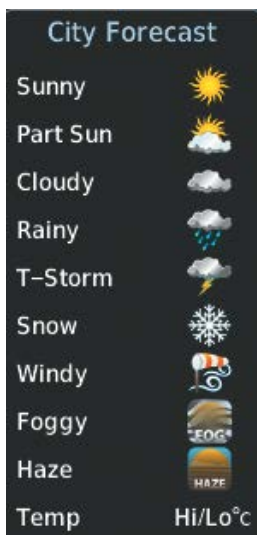 City Forecast
Sunny
Part Sun
Cloudy
Rainy
T-Storm
Snow
Windy
Foggy
FOG
Haze
HAZE
Temp Hi/Lo°C